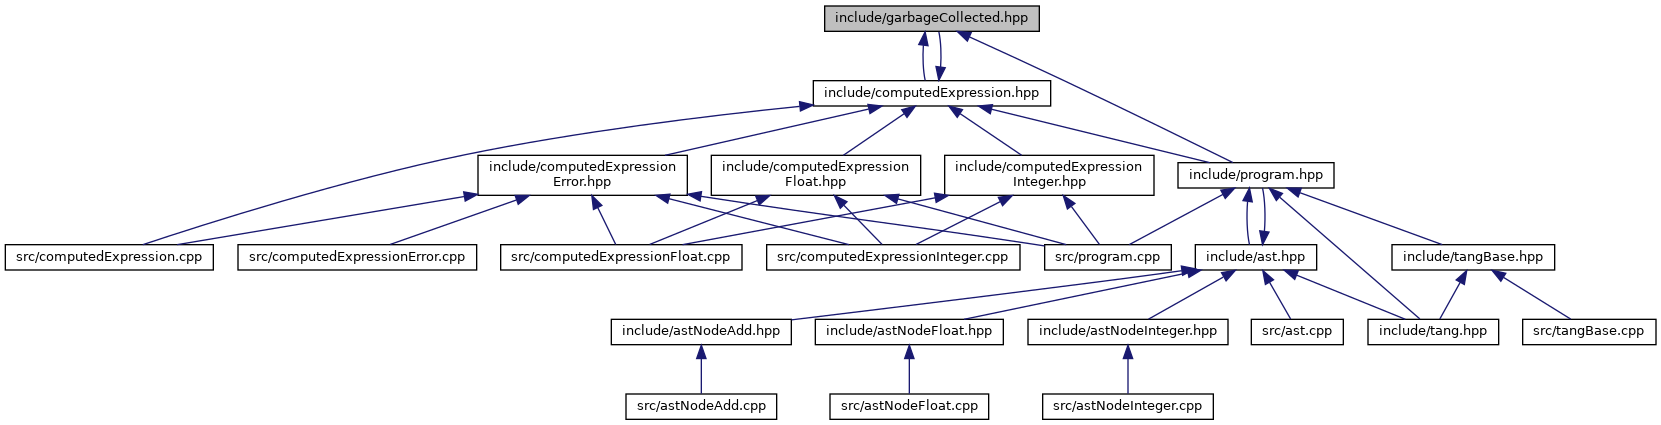 include/garbageCollected.hpp
include/computedExpression.hpp
include/computedExpression
Error.hpp
include/computedExpression
Float.hpp
include/computedExpression
Integer.hpp
include/program.hpp
src/computedExpression.cpp
src/computedExpressionError.cpp
src/computedExpressionFloat.cpp
src/computedExpressionInteger.cpp
src/program.cpp
include/ast.hpp
include/tangBase.hpp
include/astNodeAdd.hpp
include/astNodeFloat.hpp
include/astNodeInteger.hpp
src/ast.cpp
include/tang.hpp
src/tangBase.cpp
src/astNodeAdd.cpp
src/astNodeFloat.cpp
src/astNodeInteger.cpp